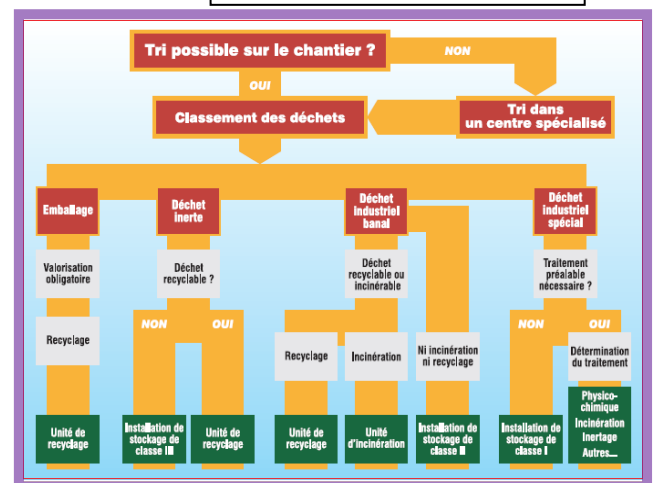 Tri possible sur le chantier ?
NON
OUI
Classement des déchets
Tri dans
un centre spécialisé
Emballage
Déchet
inerte
Déchet
industriel
banal
Déchet
industriel
spécial
Valorisation
obligatoire
Déchet
recyclable ?
Déchet
recyclable ou
incinérable
Traitement
préalable
nécessaire ?
NON
OUI
NON
OUI
Recyclage
Recyclage
Incinération
Ni incinération
ni recyclage
Détermination
du traitement
Unité de
recyclage
Installation de
stockage de
classe III
Unité de
recyclage
Unité de
recyclage
Unité
d'incinération
Installation de
stockage de
classe II
Installation de
stockage de
classe I
Physico-
chimique
Incinération
Inertage
Autres...